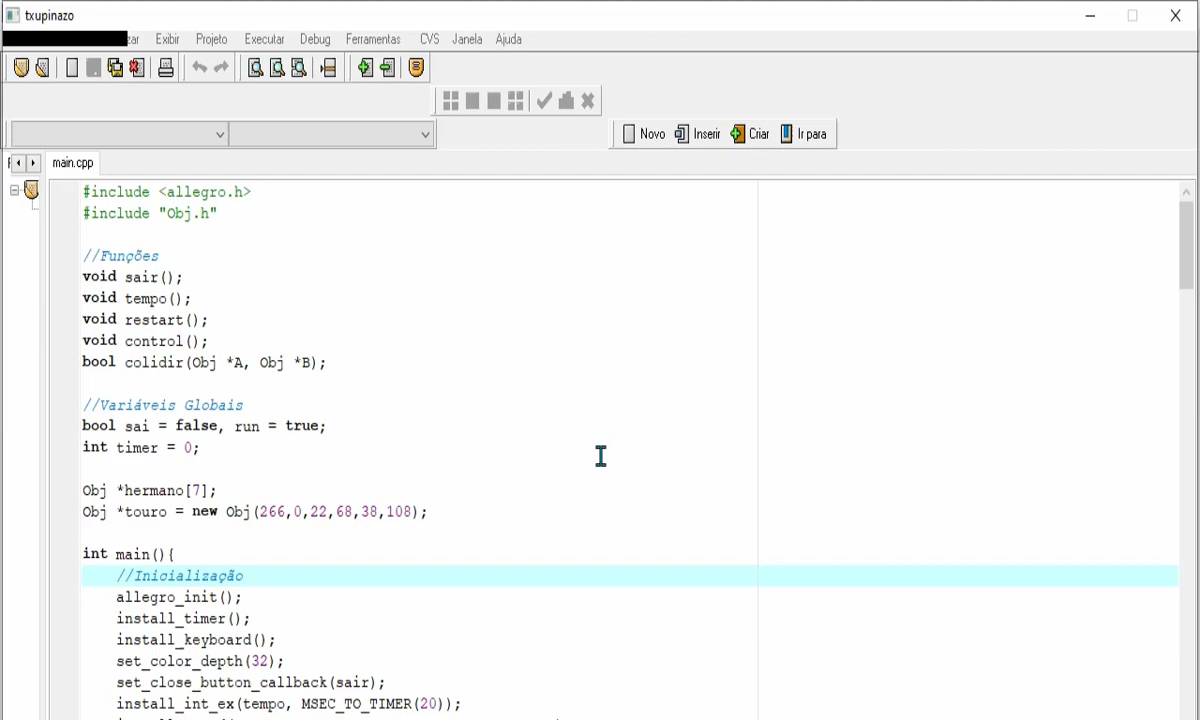 txupinazo
ar Exibir Projeto Executar Debug Ferramentas CVS Janela Ajuda
Novo Inserir Criar Ir para
main.cpp
#include <allegro.h>
#include "Obj.h"
//Funções
void sair();
void tempo();
void restart();
void control();
bool colidir(Obj *A, Obj *B);
//Variáveis Globais
bool sai = false, run = true;
int timer = 0;
Obj *hermano[7];
Obj *touro = new Obj(266,0,22,68,38,108);
int main(){
//Inicialização
allegro_init();
install_timer();
install_keyboard();
set_color_depth(32);
set_close_button_callback(sair);
install_int_ex(tempo, MSEC_TO_TIMER(20));